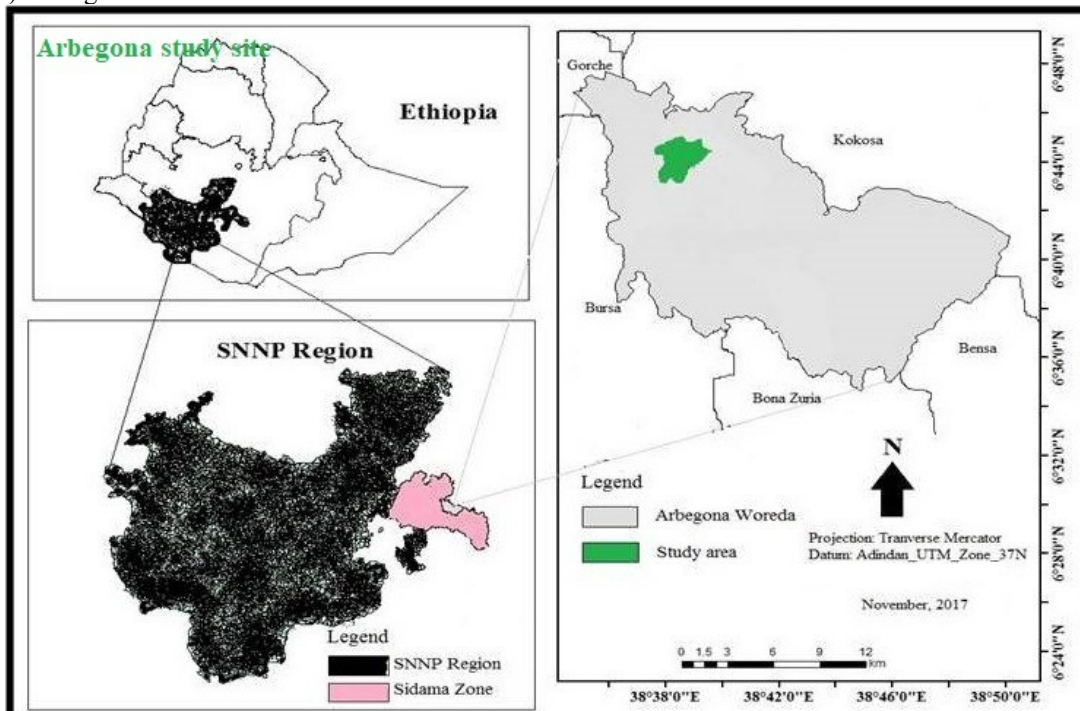 Arbegona study site
Ethiopia
SNNP Region
Legend
SNNP Region
Sidama Zone
Gorche
Kokosa
Bursa
Bensa
Bona Zuria
N
Legend
Arbegona Woreda
Study area
Projection: Tranverse Mercator
Datum: Adindan_UTM_Zone_37N
November, 2017
0 1.5 3 6 9 12
km
6°48'0"N
6°44'0"N
6°40'0"N
6°36'0"N
6°32'0"N
6°28'0"N
6°24'0"N
38°38'0"E 38°42'0"E 38°46'0"E 38°50'0"E